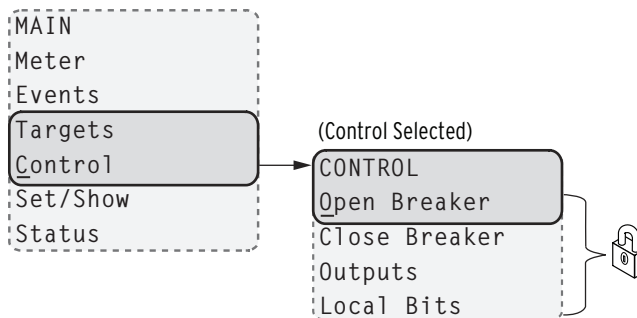 MAIN
Meter
Events
Targets
Control
Set/Show
Status
(Control Selected)
CONTROL
Open Breaker
Close Breaker
Outputs
Local Bits